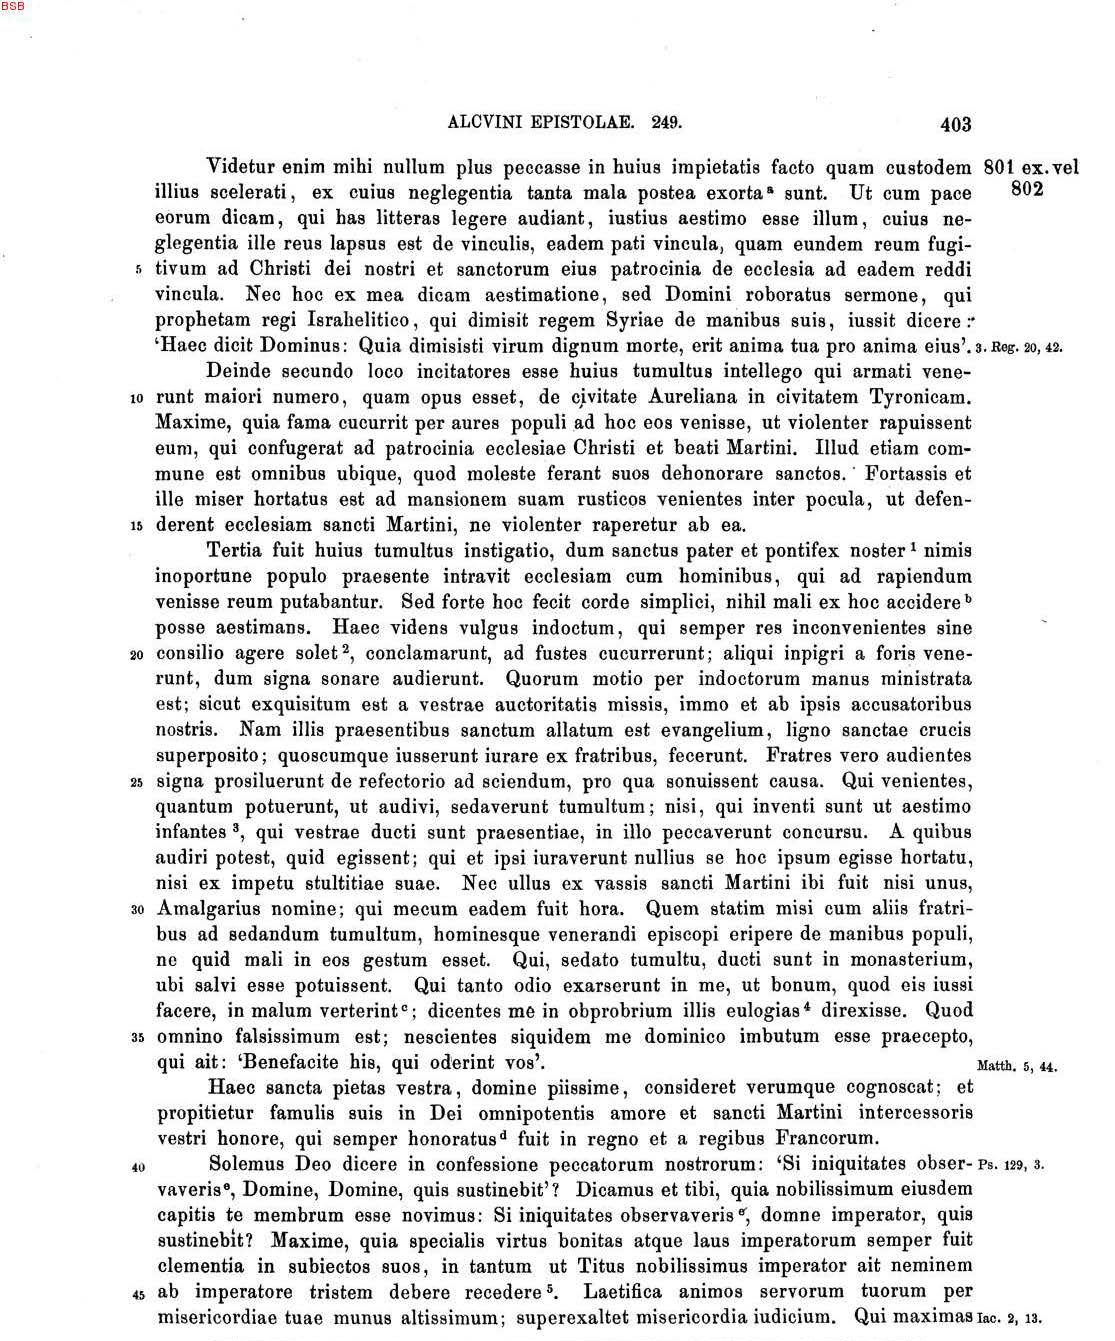 BSB
ALCVINI EPISTOLAE. 249. 403
Videtur enim mihi nullum plus peccasse in huius impietatis facto quam custodem 801 ex. vel
illius scelerati, ex cuius neglegentia tanta mala postea exorta a sunt. Ut cum pace 802
eorum dicam, qui has litteras legere audiant, iustius aestimo esse illum, cuius ne-
glegentia ille reus lapsus est de vinculis, eadem pati vincula, quam eundem reum fugi-
5 tivum ad Christi dei nostri et sanctorum eius patrocinia de ecclesia ad eadem reddi
vincula. Nec hoc ex mea dicam aestimatione, sed Domini roboratus sermone, qui
prophetam regi Israhelitico, qui dimisit regem Syriae de manibus suis, iussit dicere:
‘Haec dicit Dominus: Quia dimisisti virum dignum morte, erit anima tua pro anima eius’. 3. Reg. 20, 42.
Deinde secundo loco incitatores esse huius tumultus intellego qui armati vene-
10 runt maiori numero, quam opus esset, de civitate Aureliana in civitatem Tyronicam.
Maxime, quia fama cucurrit per aures populi ad hoc eos venisse, ut violenter rapuissent
eum, qui confugerat ad patrocinia ecclesiae Christi et beati Martini. Illud etiam com-
mune est omnibus ubique, quod moleste ferant suos dehonorare sanctos. Fortassis et
ille miser hortatus est ad mansionem suam rusticos venientes inter pocula, ut defen-
15 derent ecclesiam sancti Martini, ne violenter raperetur ab ea.
Tertia fuit huius tumultus instigatio, dum sanctus pater et pontifex noster 1 nimis
inoportune populo praesente intravit ecclesiam cum hominibus, qui ad rapiendum
venisse reum putabantur. Sed forte hoc fecit corde simplici, nihil mali ex hoc accidere b
posse aestimans. Haec videns vulgus indoctum, qui semper res inconvenientes sine
20 consilio agere solet 2, conclamarunt, ad fustes cucurrerunt; aliqui inpigri a foris vene-
runt, dum signa sonare audierunt. Quorum motio per indoctorum manus ministrata
est; sicut exquisitum est a vestrae auctoritatis missis, immo et ab ipsis accusatoribus
nostris. Nam illis praesentibus sanctum allatum est evangelium, ligno sanctae crucis
superposito; quoscumque iusserunt iurare ex fratribus, fecerunt. Fratres vero audientes
25 signa prosiluerunt de refectorio ad sciendum, pro qua sonuissent causa. Qui venientes,
quantum potuerunt, ut audivi, sedaverunt tumultum; nisi, qui inventi sunt ut aestimo
infantes 3, qui vestrae ducti sunt praesentiae, in illo peccaverunt concursu. A quibus
audiri potest, quid egissent; qui et ipsi iuraverunt nullius se hoc ipsum egisse hortatu,
nisi ex impetu stultitiae suae. Nec ullus ex vassis sancti Martini ibi fuit nisi unus,
30 Amalgarius nomine; qui mecum eadem fuit hora. Quem statim misi cum aliis fratri-
bus ad sedandum tumultum, hominesque venerandi episcopi eripere de manibus populi,
ne quid mali in eos gestum esset. Qui, sedato tumultu, ducti sunt in monasterium,
ubi salvi esse potuissent. Qui tanto odio exarserunt in me, ut bonum, quod eis iussi
facere, in malum verterint c; dicentes me in obprobrium illis eulogias 4 direxisse. Quod
35 omnino falsissimum est; nescientes siquidem me dominico imbutum esse praecepto,
qui ait: ‘Benefacite his, qui oderint vos’. Matth. 5, 44.
Haec sancta pietas vestra, domine piissime, consideret verumque cognoscat; et
propitietur famulis suis in Dei omnipotentis amore et sancti Martini intercessoris
vestri honore, qui semper honoratus d fuit in regno et a regibus Francorum.
40 Solemus Deo dicere in confessione peccatorum nostrorum: ‘Si iniquitates obser- Ps. 129, 3.
vaveris e, Domine, Domine, quis sustinebit’? Dicamus et tibi, quia nobilissimum eiusdem
capitis te membrum esse novimus: Si iniquitates observaveris e, domne imperator, quis
sustinebit? Maxime, quia specialis virtus bonitas atque laus imperatorum semper fuit
clementia in subiectos suos, in tantum ut Titus nobilissimus imperator ait neminem
45 ab imperatore tristem debere recedere 5. Laetifica animos servorum tuorum per
misericordiae tuae munus altissimum; superexaltet misericordia iudicium. Qui maximas Iac. 2, 13.